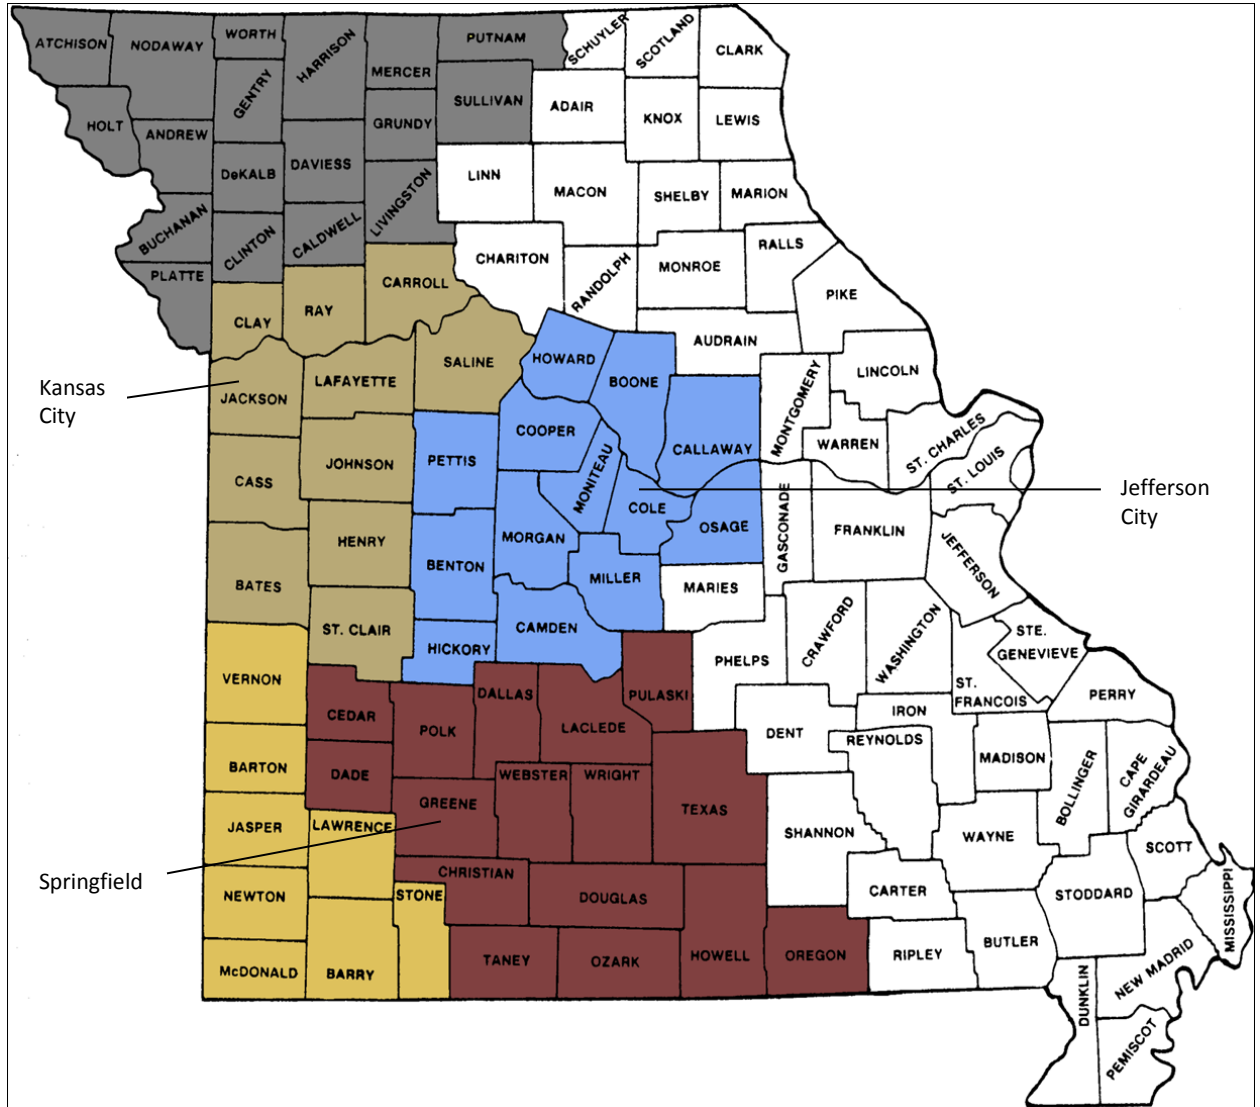 ATCHISON
NODAWAY
WORTH
HARRISON
MERCER
PUTNAM
SCHUYLER
SCOTLAND
CLARK
GENTRY
SULLIVAN
ADAIR
KNOX
LEWIS
HOLT
ANDREW
GRUNDY
DeKALB
DAVIESS
LIVINGSTON
LINN
MACON
SHELBY
MARION
BUCHANAN
CLINTON
CALDWELL
CHARITON
RANDOLPH
MONROE
RALLS
PLATTE
CARROLL
PIKE
CLAY
RAY
SALINE
HOWARD
BOONE
AUDRAIN
Kansas
City
JACKSON
LAFAYETTE
MONTGOMERY
LINCOLN
COOPER
CALLAWAY
WARREN
ST. CHARLES
ST. LOUIS
CASS
JOHNSON
PETTIS
MONITEAU
COLE
OSAGE
GASCONADE
FRANKLIN
Jefferson
City
HENRY
MORGAN
BENTON
MILLER
MARIES
JEFFERSON
BATES
ST. CLAIR
HICKORY
CAMDEN
CRAWFORD
WASHINGTON
STE.
GENEVIEVE
VERNON
PHELPS
ST.
FRANCOIS
PERRY
CEDAR
POLK
DALLAS
LACLEDE
PULASKI
DENT
IRON
REYNOLDS
MADISON
BOLLINGER
CAPE
GIRARDEAU
BARTON
DADE
GREENE
WEBSTER
WRIGHT
TEXAS
JASPER
LAWRENCE
SHANNON
WAYNE
SCOTT
Springfield
NEWTON
STONE
CHRISTIAN
DOUGLAS
CARTER
STODDARD
MISSISSIPPI
McDONALD
BARRY
TANEY
OZARK
HOWELL
OREGON
RIPLEY
BUTLER
NEW MADRID
DUNKLIN
PEMISCOT